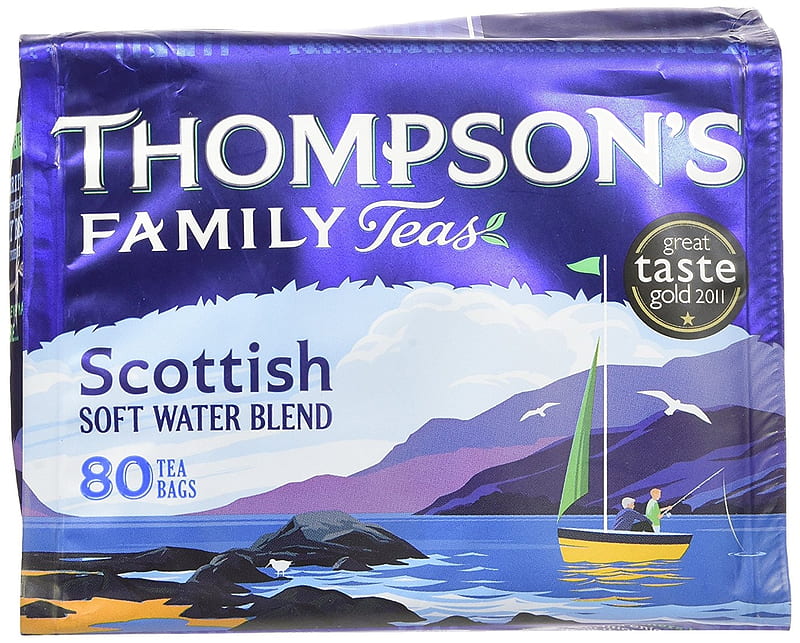 THOMPSON'S
FAMILY Teas
great
taste
gold 2011
Scottish
SOFT WATER BLEND
80 TEA
BAGS